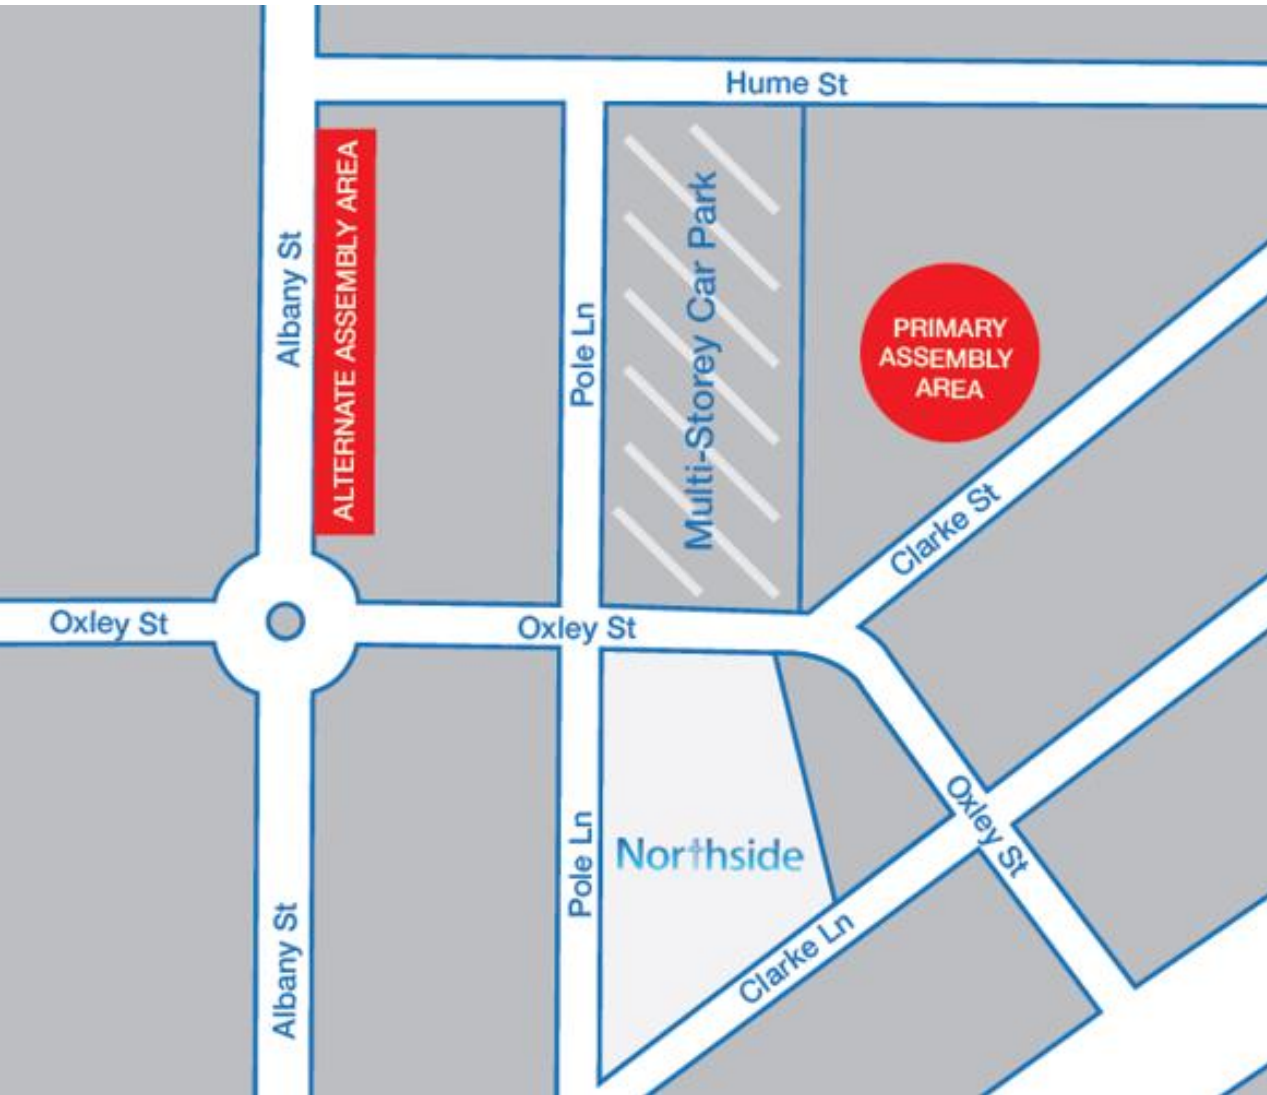 Hume St
ALTERNATE ASSEMBLY AREA
Albany St
Pole Ln
Multi-Storey Car Park
PRIMARY
ASSEMBLY
AREA
Clarke St
Oxley St
Oxley St
Oxley St
Northside
Pole Ln
Clarke Ln
Albany St